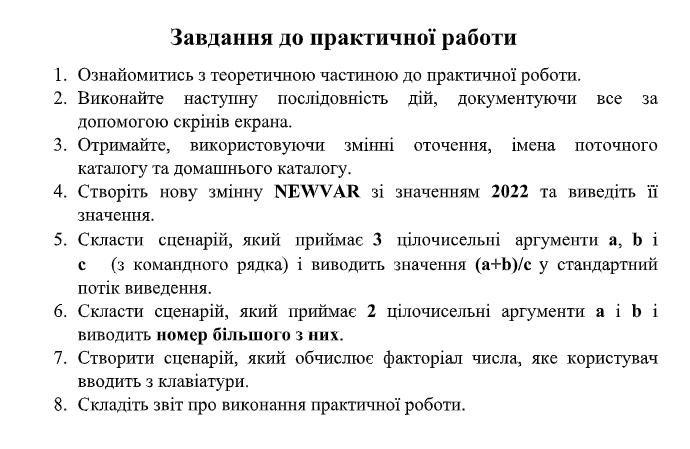 Завдання до практичної работи
1. Ознайомитись з теоретичною частиною до практичної роботи.
2. Виконайте наступну послідовність дій, документуючи все за
допомогою скрінів екрана.
3. Отримайте, використовуючи змінні оточення, імена поточного
каталогу та домашнього каталогу.
4. Створіть нову змінну NEWVAR зі значенням 2022 та виведіть її
значення.
5. Скласти сценарій, який приймає 3 цілочисельні аргументи a, b і
c (з командного рядка) і виводить значення (a+b)/c у стандартний
потік виведення.
6. Скласти сценарій, який приймає 2 цілочисельні аргументи a і b і
виводить номер більшого з них.
7. Створити сценарій, який обчислює факторіал числа, яке користувач
вводить з клавіатури.
8. Складіть звіт про виконання практичної роботи.